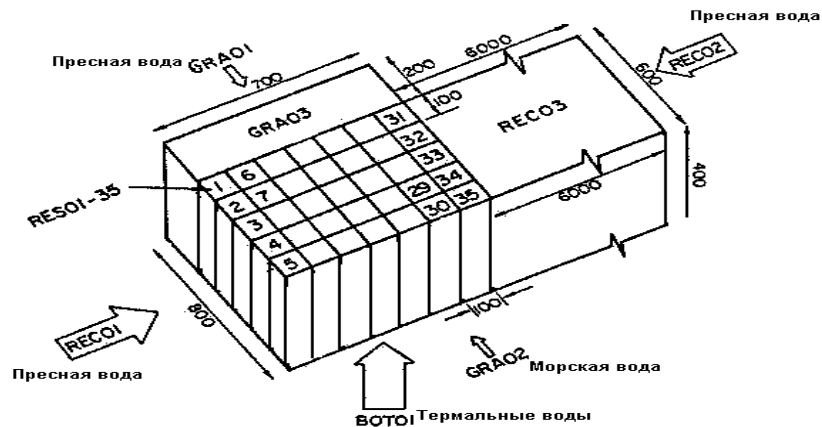 Пресная вода
Пресная вода
GRAO1
RECO2
700
200
6000
600
100
GRAO3
RECO3
31
32
33
34
35
1
6
2
7
3
4
5
29
30
400
6000
RESO1-35
800
100
RECO1
Пресная вода
GRAO2
Морская вода
BOTO1
Термальные воды